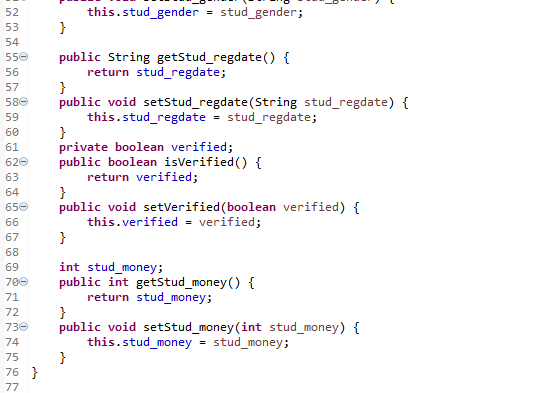 52 this.stud_gender = stud_gender;
53 }
54
55 public String getStud_regdate() {
56 return stud_regdate;
57 }
58 public void setStud_regdate(String stud_regdate) {
59 this.stud_regdate = stud_regdate;
60 }
61 private boolean verified;
62 public boolean isVerified() {
63 return verified;
64 }
65 public void setVerified(boolean verified) {
66 this.verified = verified;
67 }
68
69 int stud_money;
70 public int getStud_money() {
71 return stud_money;
72 }
73 public void setStud_money(int stud_money) {
74 this.stud_money = stud_money;
75 }
76 }
77